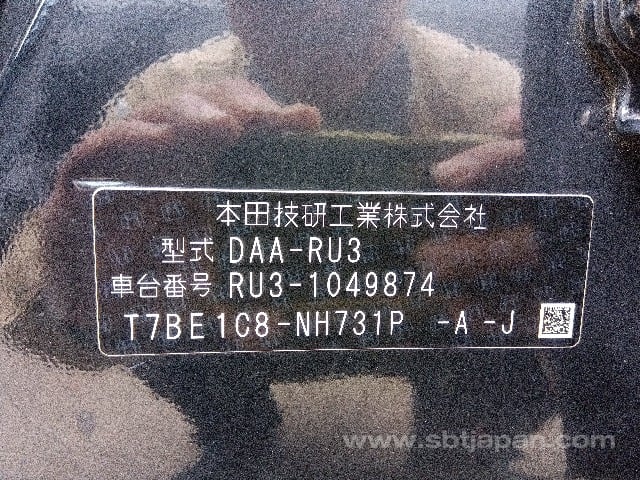 本田技研工業株式会社
型式 DAA-RU3
車台番号 RU3-1049874
T7BE1C8-NH731P -A -J
www.sbtjapan.com